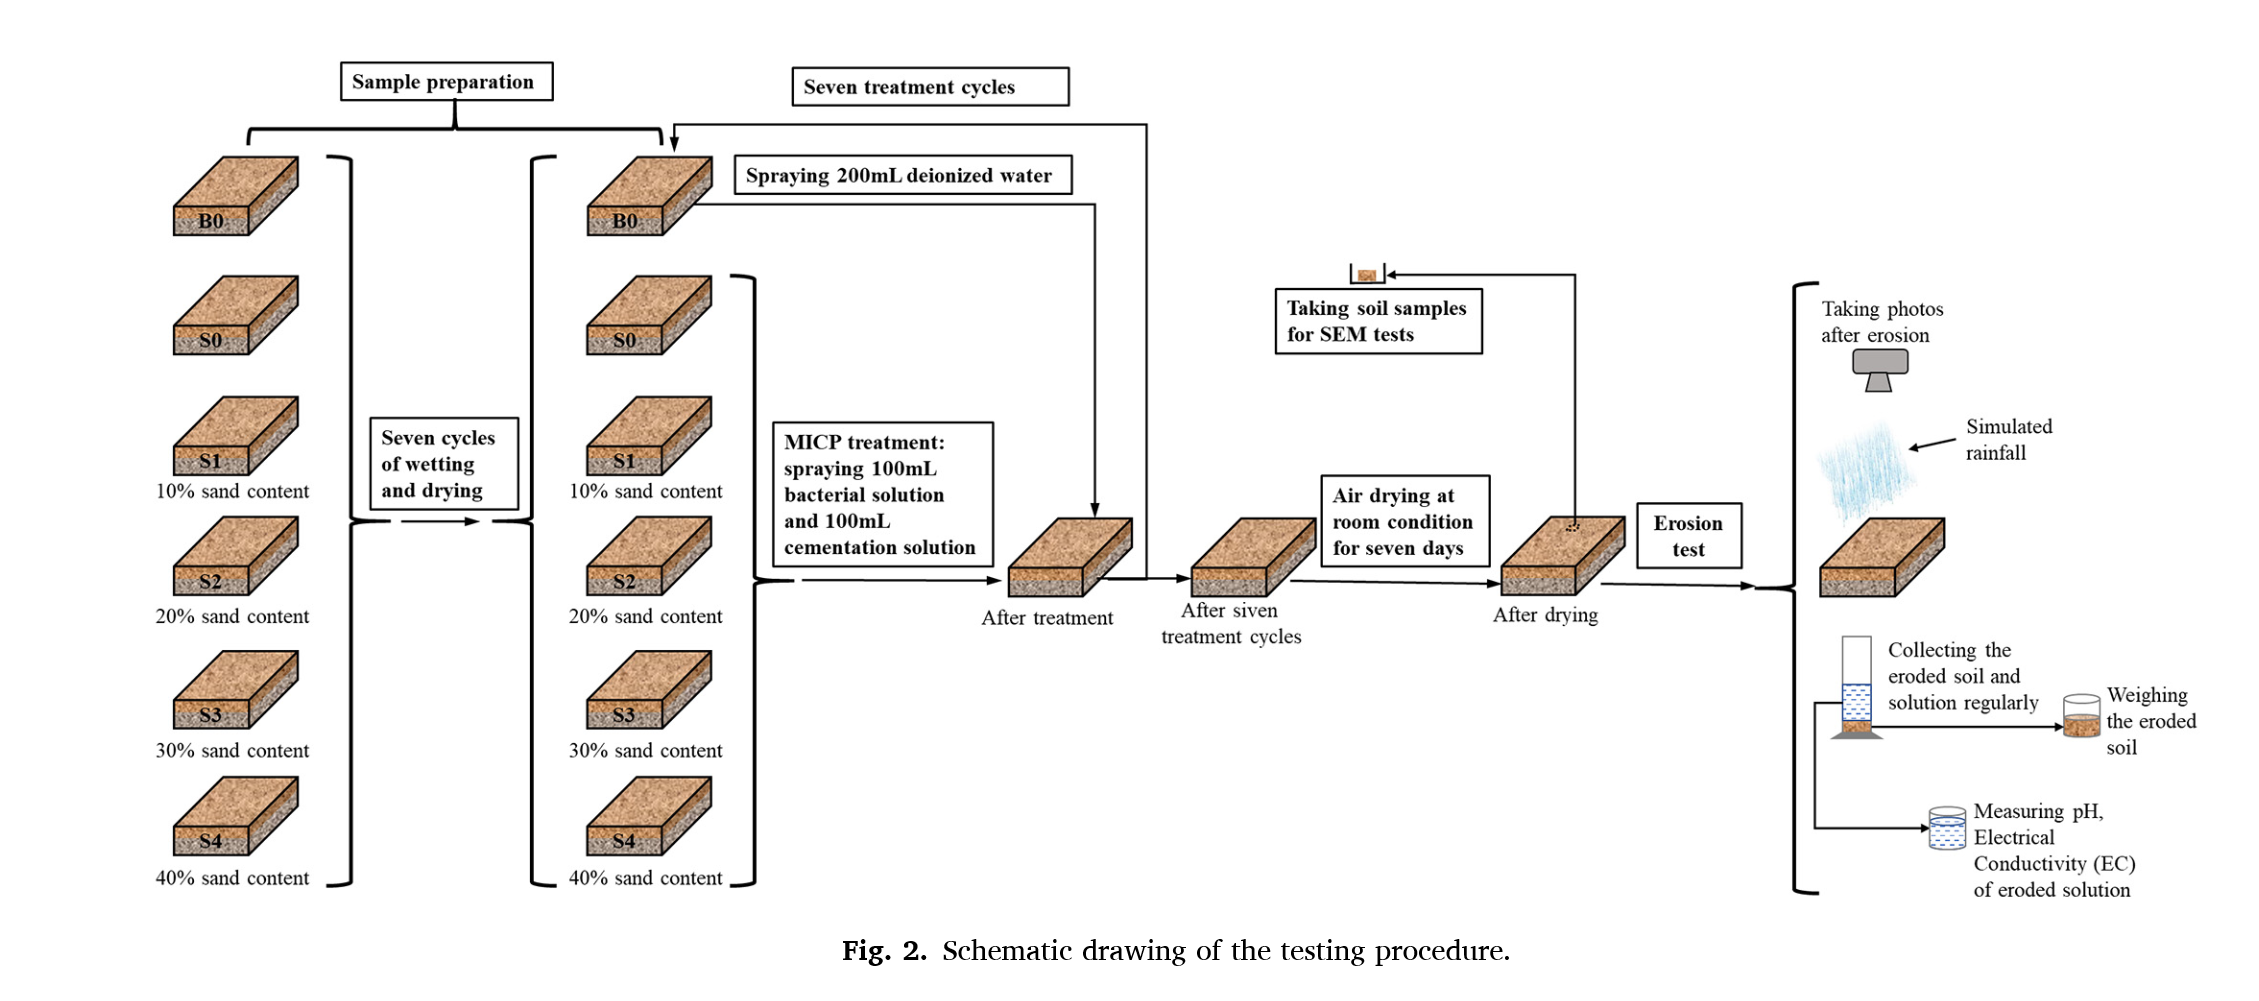 Sample preparation
Seven treatment cycles
Spraying 200mL deionized water
B0
S0
S1
10% sand content
S2
20% sand content
S3
30% sand content
S4
40% sand content
Seven cycles
of wetting
and drying
B0
S0
S1
10% sand content
S2
20% sand content
S3
30% sand content
S4
40% sand content
MICP treatment:
spraying 100mL
bacterial solution
and 100mL
cementation solution
After treatment
After siven
treatment cycles
Air drying at
room condition
for seven days
Taking soil samples
for SEM tests
After drying
Erosion
test
Taking photos
after erosion
Simulated
rainfall
Collecting the
eroded soil and
solution regularly
Weighing
the eroded
soil
Measuring pH,
Electrical
Conductivity (EC)
of eroded solution
Fig. 2. Schematic drawing of the testing procedure.